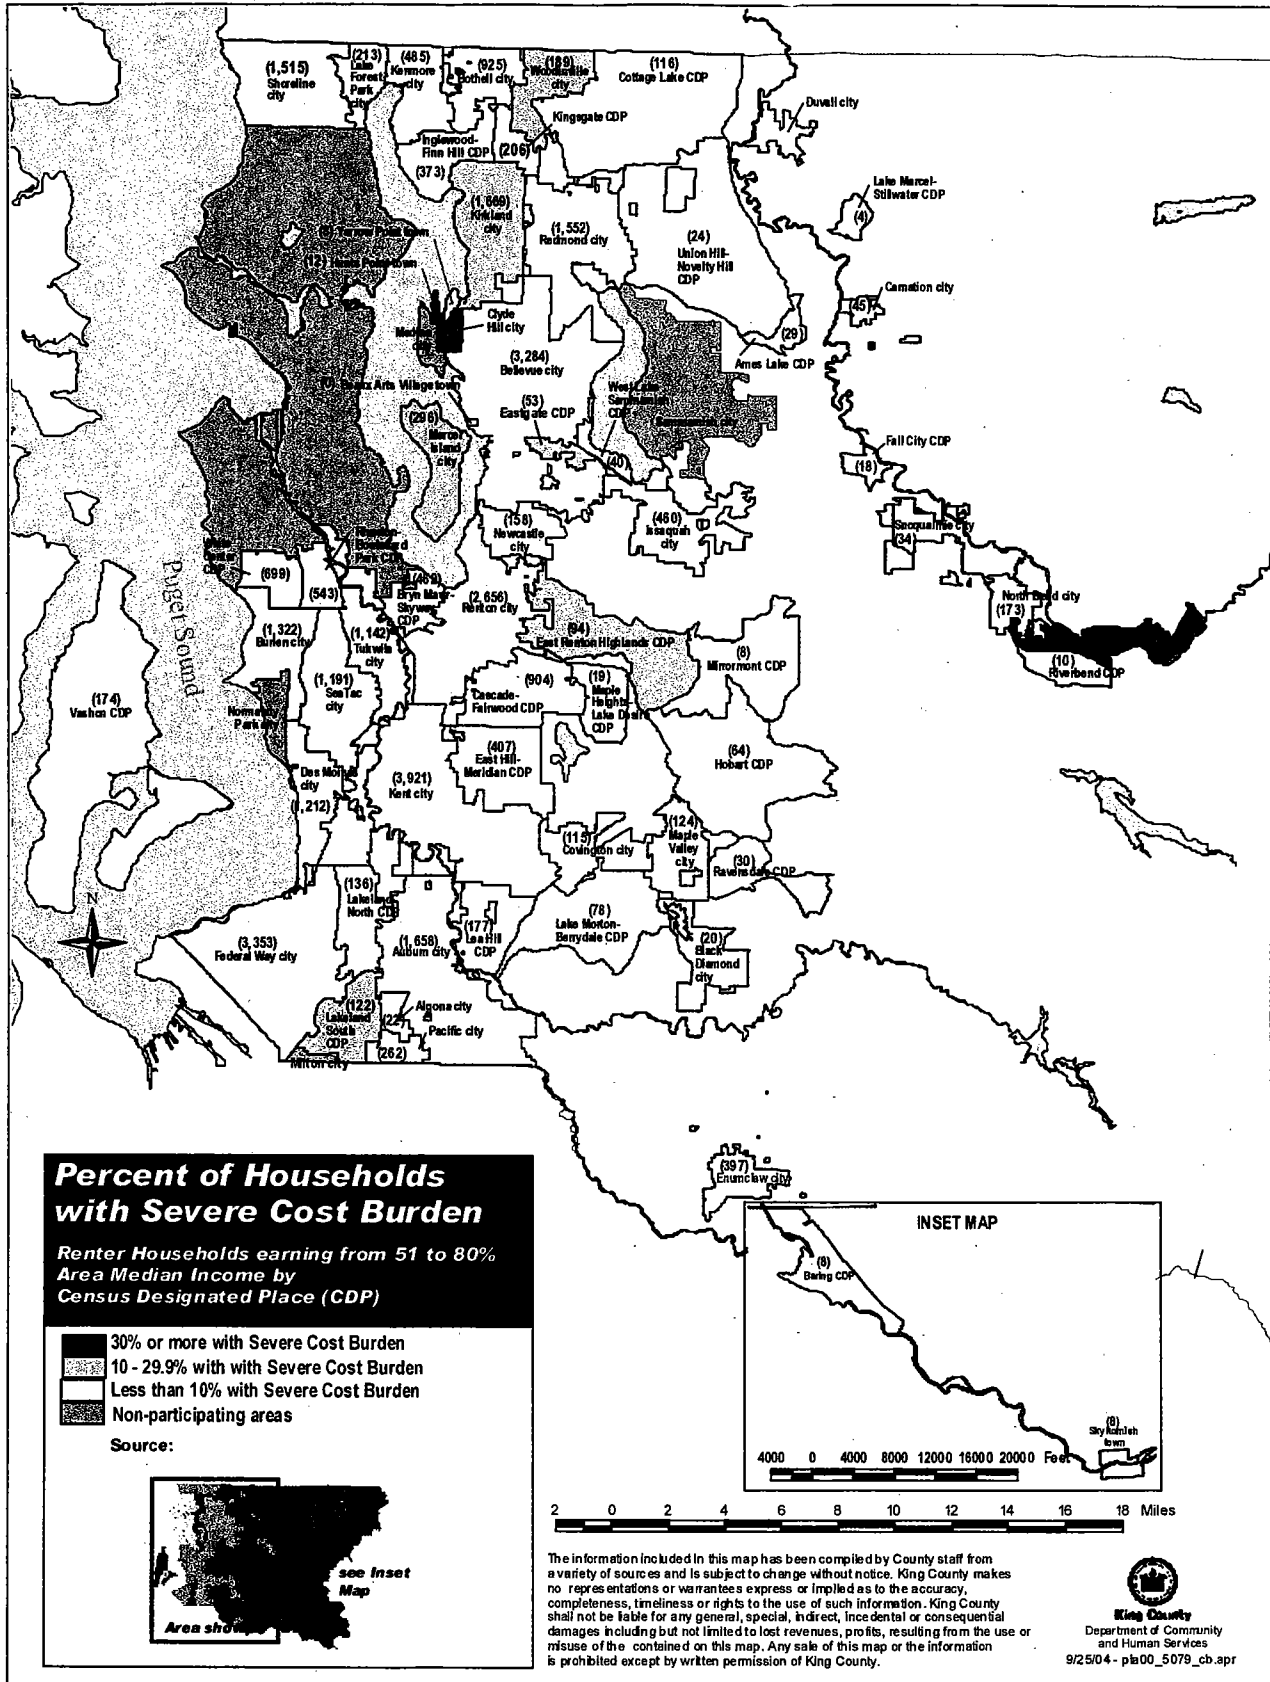 (1,515)
Shoreline
city
(213)
Lake
Forest
Park
city
(485)
Kenmore
city
(925)
Bothell city
(189)
Woodinville
city
(116)
Cottage Lake CDP
Duvall city
Kingsgate CDP
(206)
Inglewood-
Finn Hill CDP
(373)
Lake Marcel-
Stillwater CDP
(4)
(1,669)
Kirkland
city
(1,552)
Redmond city
(24)
Union Hill-
Novelty Hill
CDP
Yarrow Point town
(12) Hunts Point town
Carnation city
(45)
Clyde
Hill city
(29)
Ames Lake CDP
(3,284)
Bellevue city
Beaux Arts Village town
West Lake
Sammamish
CDP
(53)
Eastgate CDP
Sammamish city
(296)
Mercer
Island
city
(40)
Fall City CDP
(18)
(158)
Newcastle
city
(460)
Issaquah
city
Snoqualmie city
(34)
Park CDP
(699)
(543)
(469)
Bryn Mawr-
Skyway
CDP
(2,656)
Renton city
North Bend city
(173)
Puget Sound
(1,322)
Burien city
(1,142)
Tukwila
city
(94)
East Renton Highlands CDP
(8)
Mirrormont CDP
(10)
Riverbend CDP
(174)
Vashon CDP
(1,191)
SeaTac
city
(904)
Cascade-
Fairwood CDP
(19)
Maple
Heights-
Lake Desire
CDP
Normandy
Park city
(407)
East Hill-
Meridian CDP
(64)
Hobart CDP
Des Moines
city
(1,212)
(3,921)
Kent city
(115)
Covington city
(124)
Maple
Valley
city
(30)
Ravensdale CDP
N
(136)
Lakeland
North CDP
(3,353)
Federal Way city
(1,658)
Auburn city
(177)
Lea Hill
CDP
(78)
Lake Morton-
Berrydale CDP
(20)
Black
Diamond
city
(122)
Lakeland
South
CDP
Algona city
Pacific city
(262)
Milton city
(397)
Enumclaw city
Percent of Households
with Severe Cost Burden
Renter Households earning from 51 to 80%
Area Median Income by
Census Designated Place (CDP)
30% or more with Severe Cost Burden
10 - 29.9% with with Severe Cost Burden
Less than 10% with Severe Cost Burden
Non-participating areas
Source:
see Inset
Map
INSET MAP
(8)
Baring CDP
(8)
Skykomish
town
4000 0 4000 8000 12000 16000 20000 Feet
2 0 2 4 6 8 10 12 14 16 18 Miles
The information included in this map has been compiled by County staff from
a variety of sources and is subject to change without notice. King County makes
no representations or warrantees express or implied as to the accuracy,
completeness, timeliness or rights to the use of such information. King County
shall not be liable for any general, special, indirect, incedental or consequential
damages including but not limited to lost revenues, profits, resulting from the use or
misuse of the contained on this map. Any sale of this map or the information
is prohibited except by written permission of King County.
King County
Department of Community
and Human Services
9/25/04 - pla00_5079_cb.apr